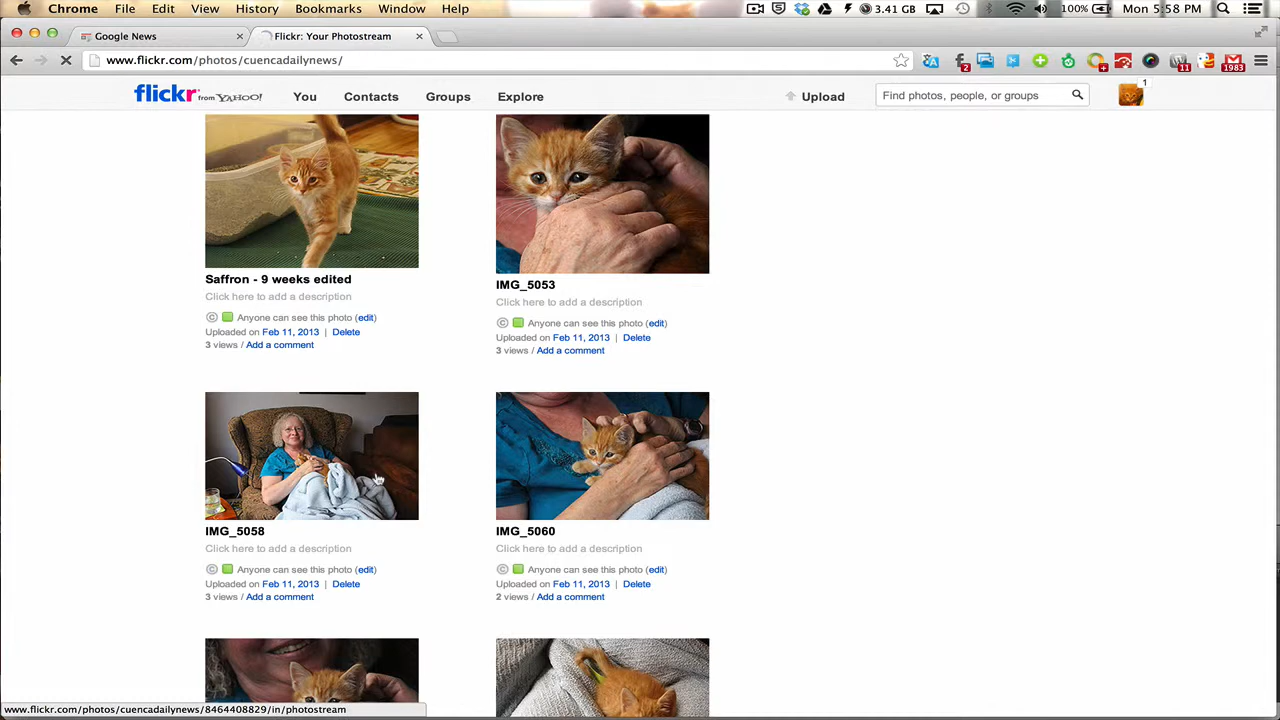 Chrome File Edit View History Bookmarks Window Help 3.41 GB 100% Mon 5:58 PM
Google News Flickr: Your Photostream
www.flickr.com/photos/cuencadailynews/ 2 11 1983
flickr from YAHOO! You Contacts Groups Explore Upload Find photos, people, or groups 1
Saffron - 9 weeks edited
Click here to add a description
Anyone can see this photo (edit)
Uploaded on Feb 11, 2013 | Delete
3 views / Add a comment
IMG_5053
Click here to add a description
Anyone can see this photo (edit)
Uploaded on Feb 11, 2013 | Delete
3 views / Add a comment
IMG_5058
Click here to add a description
Anyone can see this photo (edit)
Uploaded on Feb 11, 2013 | Delete
3 views / Add a comment
IMG_5060
Click here to add a description
Anyone can see this photo (edit)
Uploaded on Feb 11, 2013 | Delete
2 views / Add a comment
www.flickr.com/photos/cuencadailynews/8464408829/in/photostream